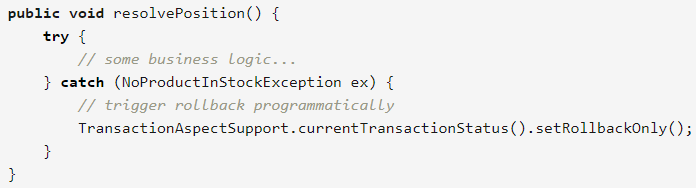 public void resolvePosition() {
    try {
        // some business logic...
    } catch (NoProductInStockException ex) {
        // trigger rollback programmatically
        TransactionAspectSupport.currentTransactionStatus().setRollbackOnly();
    }
}